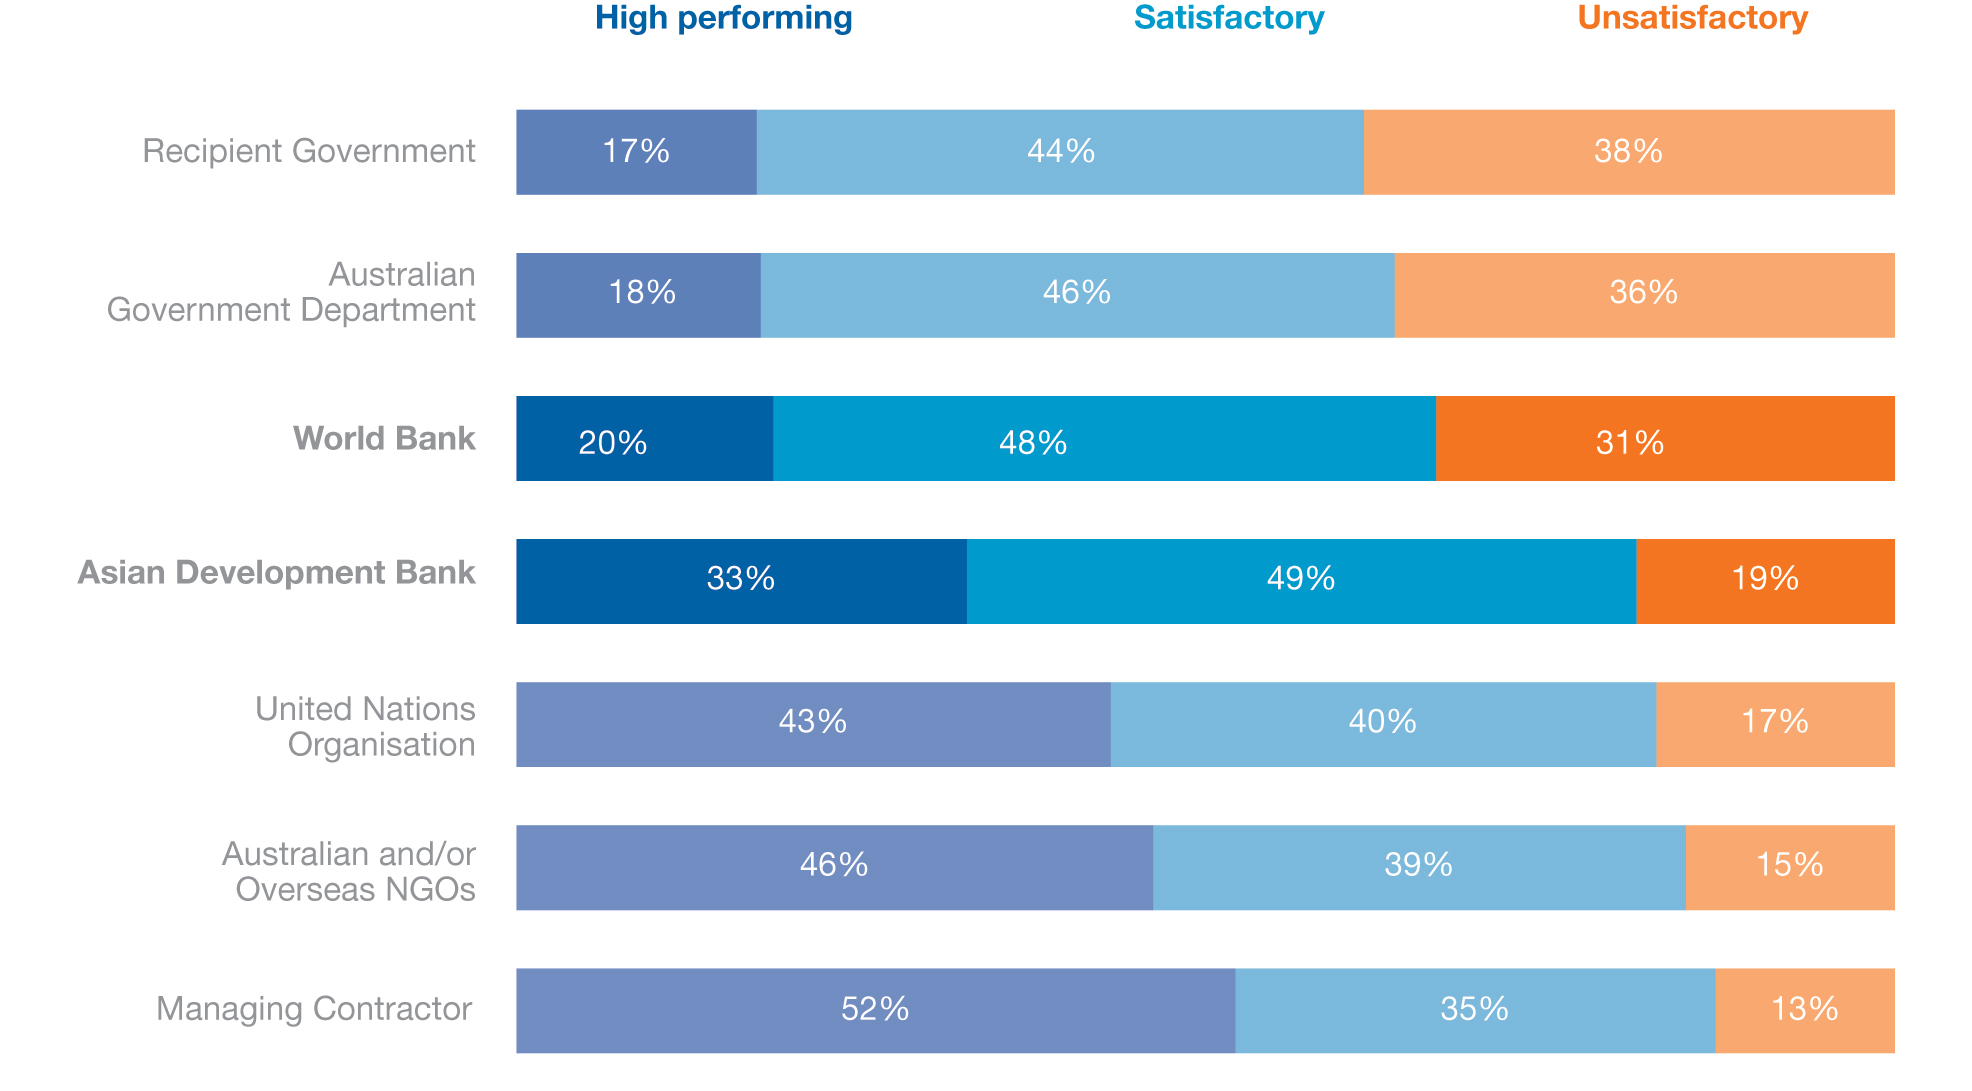 High performing Satisfactory Unsatisfactory
Recipient Government 17% 44% 38%
Australian
Government Department 18% 46% 36%
World Bank 20% 48% 31%
Asian Development Bank 33% 49% 19%
United Nations
Organisation 43% 40% 17%
Australian and/or
Overseas NGOs 46% 39% 15%
Managing Contractor 52% 35% 13%